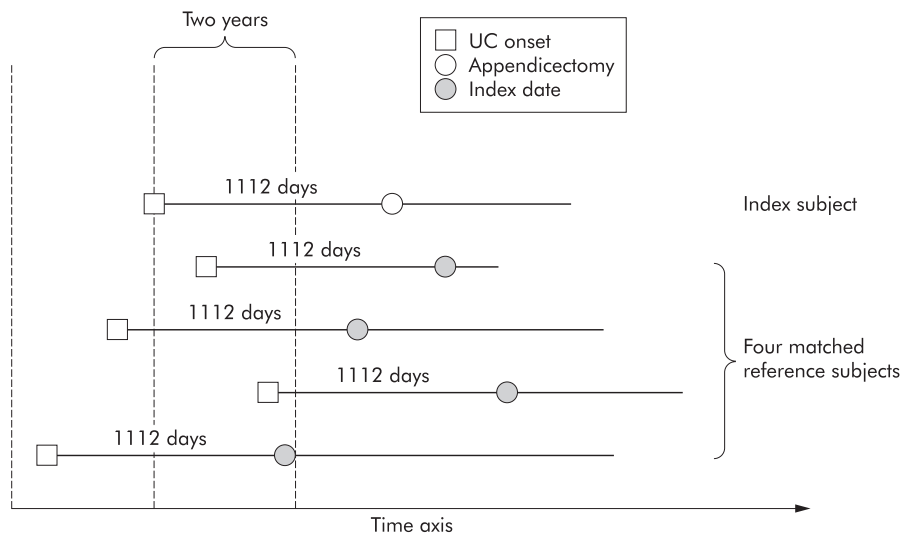 Two years
UC onset
Appendicectomy
Index date
1112 days
Index subject
1112 days
1112 days
Four matched
reference subjects
1112 days
1112 days
Time axis